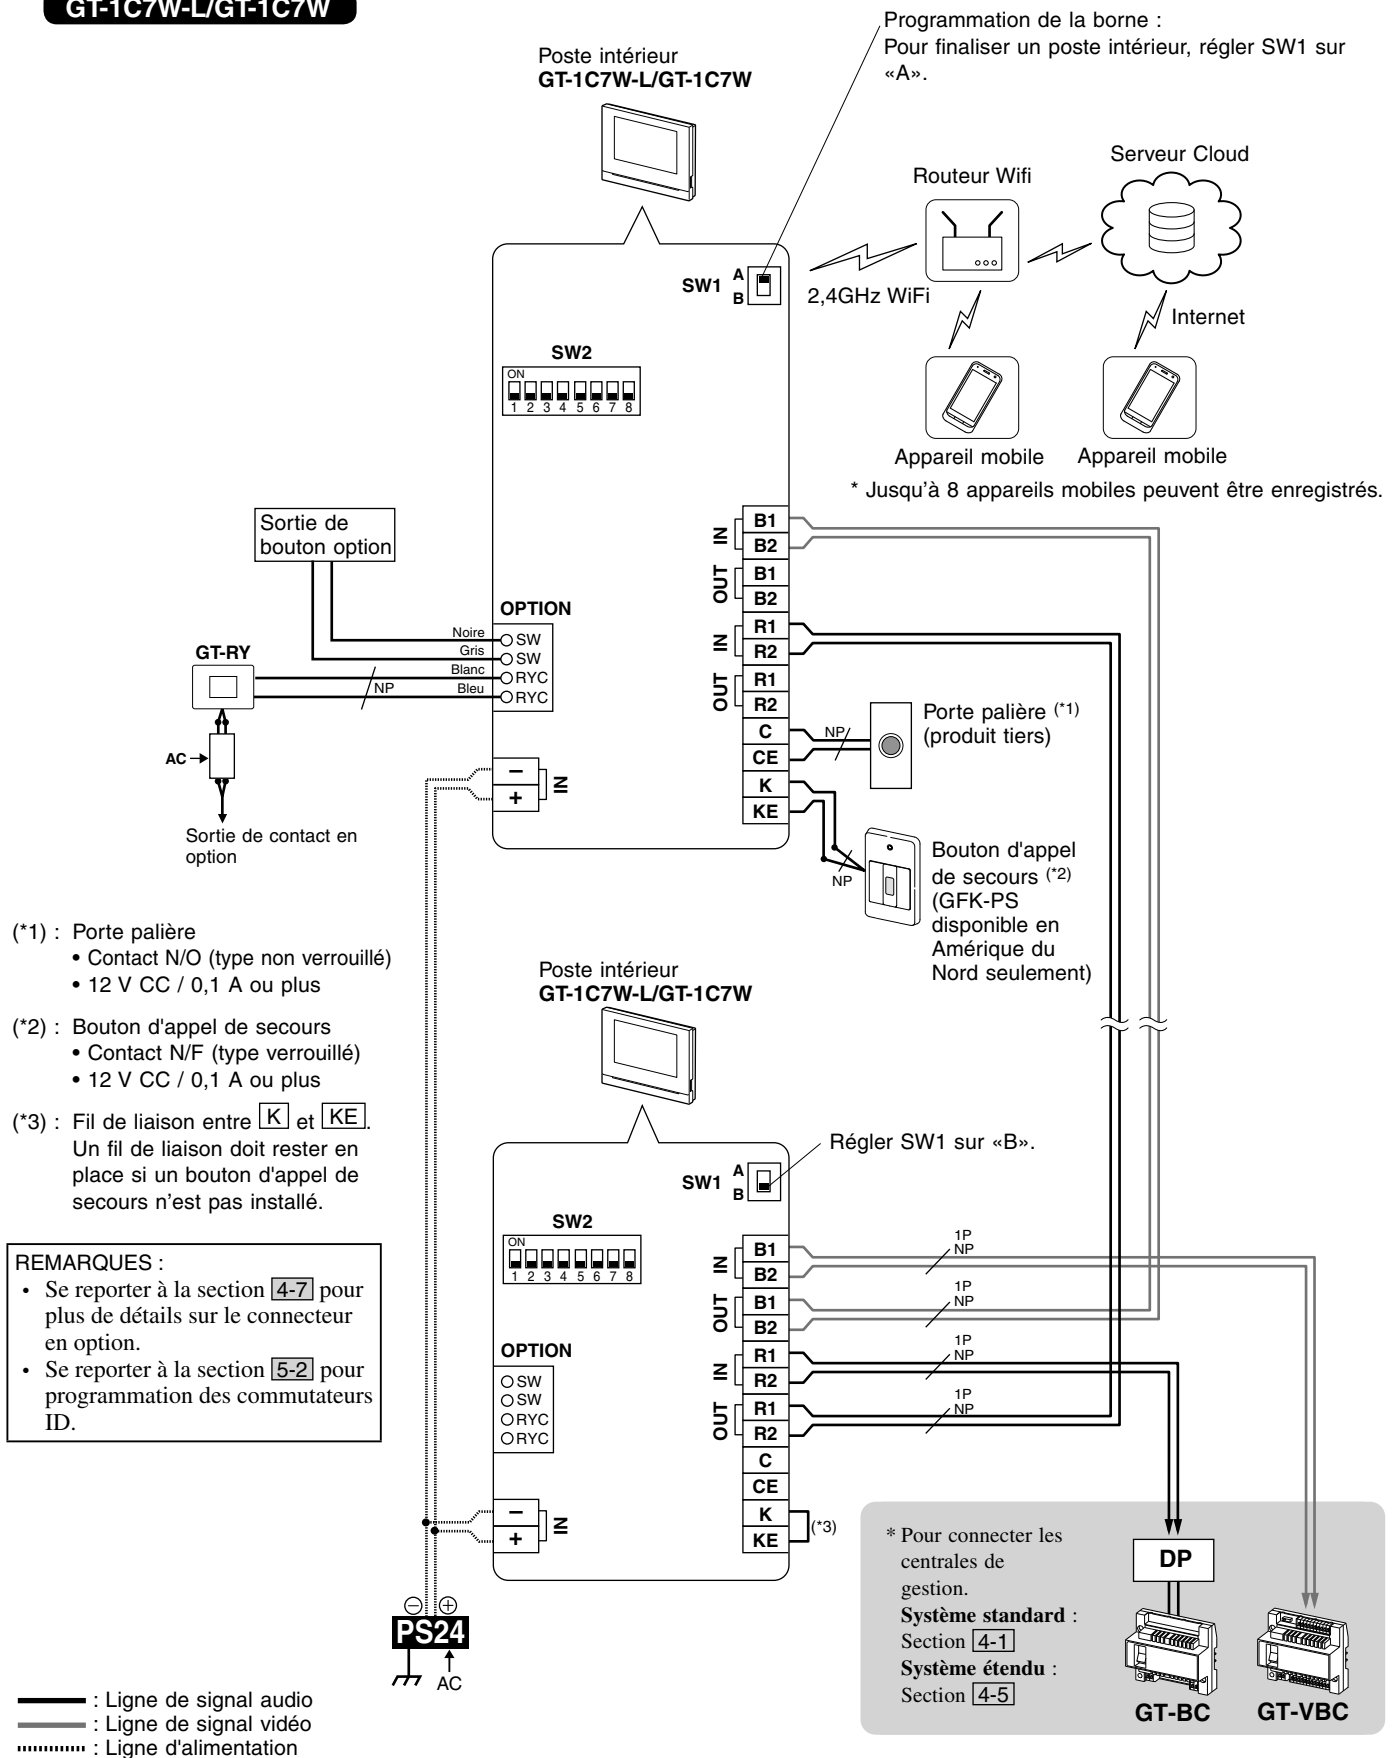 GT-1C7W-L/GT-1C7W
Programmation de la borne :
Pour finaliser un poste intérieur, régler SW1 sur
«A».
Poste intérieur
GT-1C7W-L/GT-1C7W
Serveur Cloud
Routeur Wifi
SW1
A
B
2,4GHz WiFi
Internet
SW2
ON
1 2 3 4 5 6 7 8
Appareil mobile
Appareil mobile
* Jusqu'à 8 appareils mobiles peuvent être enregistrés.
Sortie de
bouton option
IN
B1
B2
OUT
B1
B2
IN
R1
R2
OUT
R1
R2
C
CE
K
KE
OPTION
Noire
SW
Gris
SW
Blanc
RYC
Bleu
RYC
NP
GT-RY
AC
Sortie de contact en
option
–
+
IN
NP
Porte palière (*1)
(produit tiers)
NP
Bouton d'appel
de secours (*2)
(GFK-PS
disponible en
Amérique du
Nord seulement)
(*1) : Porte palière
• Contact N/O (type non verrouillé)
• 12 V CC / 0,1 A ou plus
(*2) : Bouton d'appel de secours
• Contact N/F (type verrouillé)
• 12 V CC / 0,1 A ou plus
(*3) : Fil de liaison entre K et KE.
Un fil de liaison doit rester en
place si un bouton d'appel de
secours n'est pas installé.
REMARQUES :
• Se reporter à la section 4-7 pour
plus de détails sur le connecteur
en option.
• Se reporter à la section 5-2 pour
programmation des commutateurs
ID.
Poste intérieur
GT-1C7W-L/GT-1C7W
Régler SW1 sur «B».
SW1
A
B
SW2
ON
1 2 3 4 5 6 7 8
IN
B1
B2
OUT
B1
B2
IN
R1
R2
OUT
R1
R2
C
CE
K
KE
(*3)
1P
NP
1P
NP
1P
NP
1P
NP
OPTION
SW
SW
RYC
RYC
–
+
IN
– +
PS24
AC
* Pour connecter les
centrales de
gestion.
Système standard :
Section 4-1
Système étendu :
Section 4-5
DP
GT-BC
GT-VBC
: Ligne de signal audio
: Ligne de signal vidéo
: Ligne d'alimentation